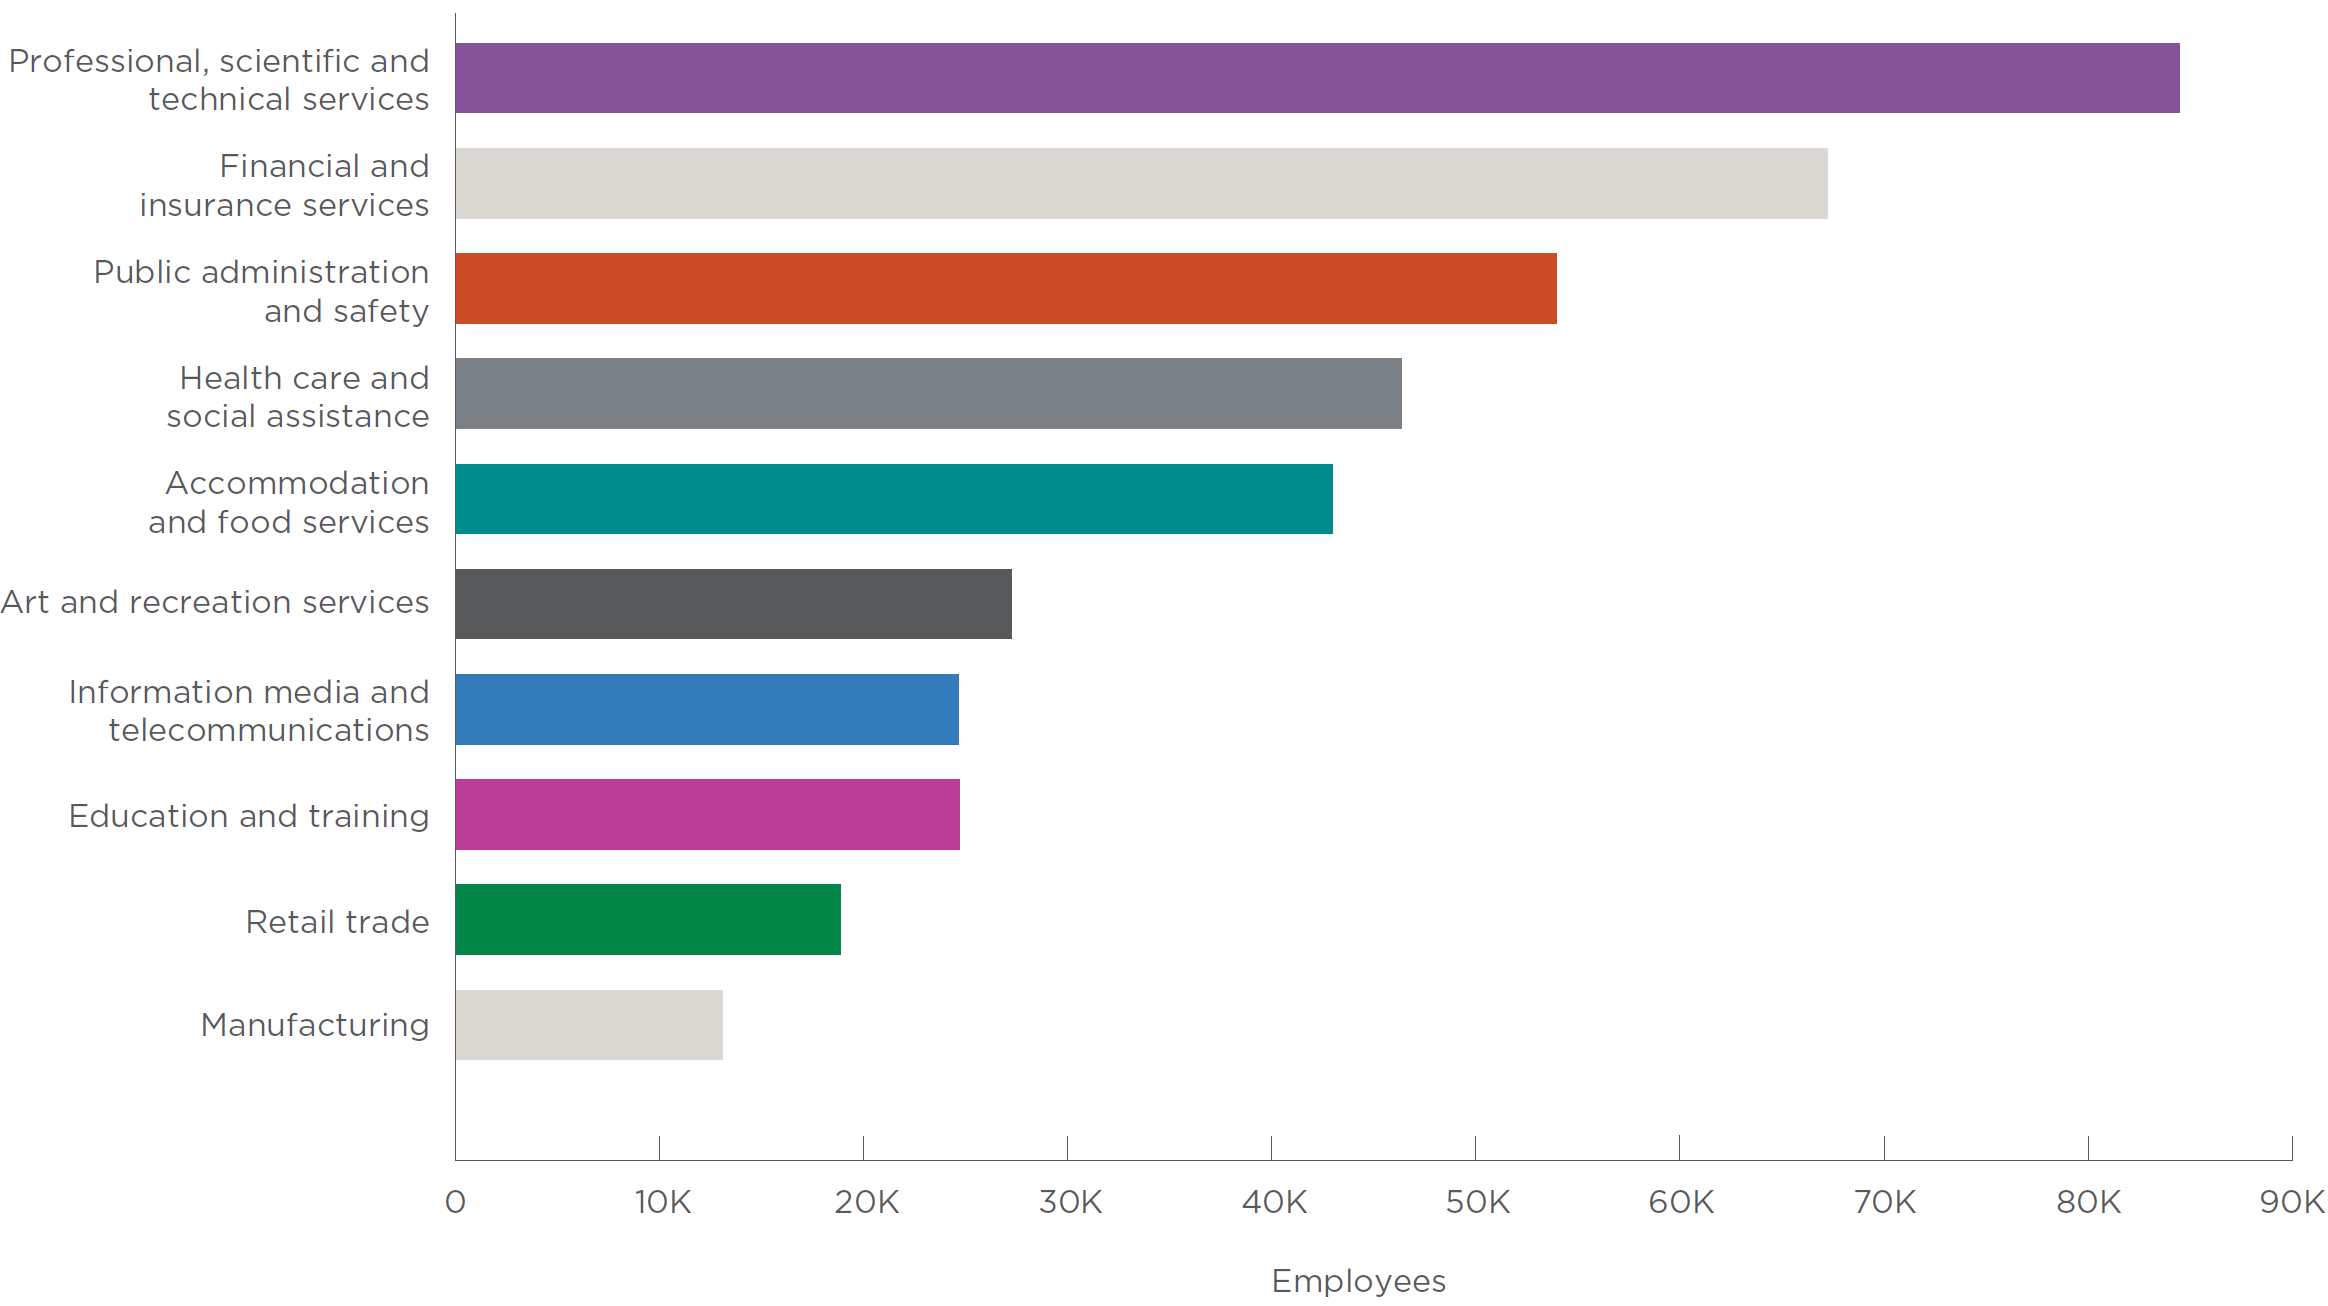 Professional, scientific and
technical services
Financial and
insurance services
Public administration
and safety
Health care and
social assistance
Accommodation
and food services
Art and recreation services
Information media and
telecommunications
Education and training
Retail trade
Manufacturing
0 10K 20K 30K 40K 50K 60K 70K 80K 90K
Employees